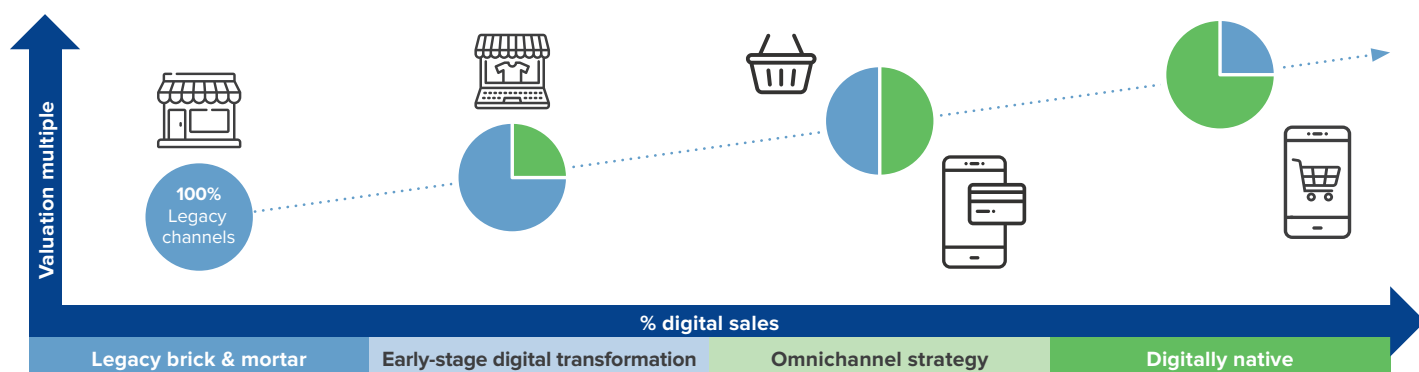 Valuation multiple
100%
Legacy
channels
% digital sales
Legacy brick & mortar
Early-stage digital transformation
Omnichannel strategy
Digitally native